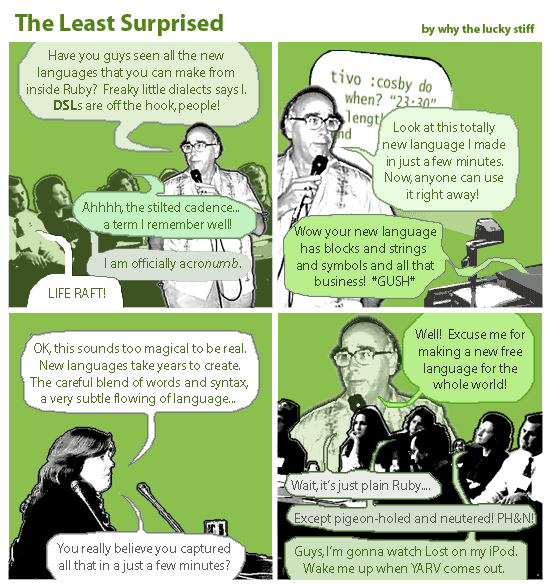 The Least Surprised
by why the lucky stiff
Have you guys seen all the new
languages that you can make from
inside Ruby? Freaky little dialects says I.
DSLs are off the hook, people!
Ahhhh, the stilted cadence...
a term I remember well!
I am officially acronumb.
LIFE RAFT!
tivo :cosby do
when? "23:30"
length
end
Look at this totally
new language I made
in just a few minutes.
Now, anyone can use
it right away!
Wow your new language
has blocks and strings
and symbols and all that
business! *GUSH*
OK, this sounds too magical to be real.
New languages take years to create.
The careful blend of words and syntax,
a very subtle flowing of language...
You really believe you captured
all that in a just a few minutes?
Well! Excuse me for
making a new free
language for the
whole world!
Wait, it's just plain Ruby....
Except pigeon-holed and neutered! PH&N!
Guys, I'm gonna watch Lost on my iPod.
Wake me up when YARV comes out.